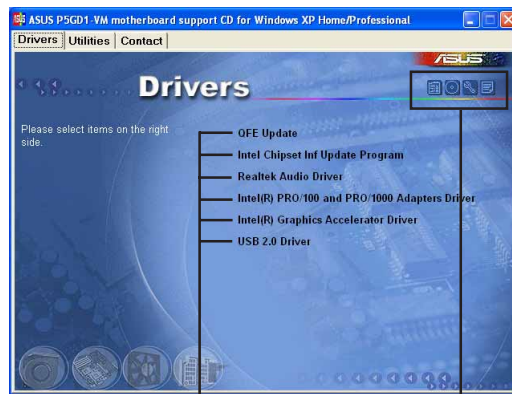 ASUS P5GD1-VM motherboard support CD for Windows XP Home/Professional
Drivers Utilities Contact
ASUS
Drivers
Please select items on the right
side.
QFE Update
Intel Chipset Inf Update Program
Realtek Audio Driver
Intel(R) PRO/100 and PRO/1000 Adapters Driver
Intel(R) Graphics Accelerator Driver
USB 2.0 Driver